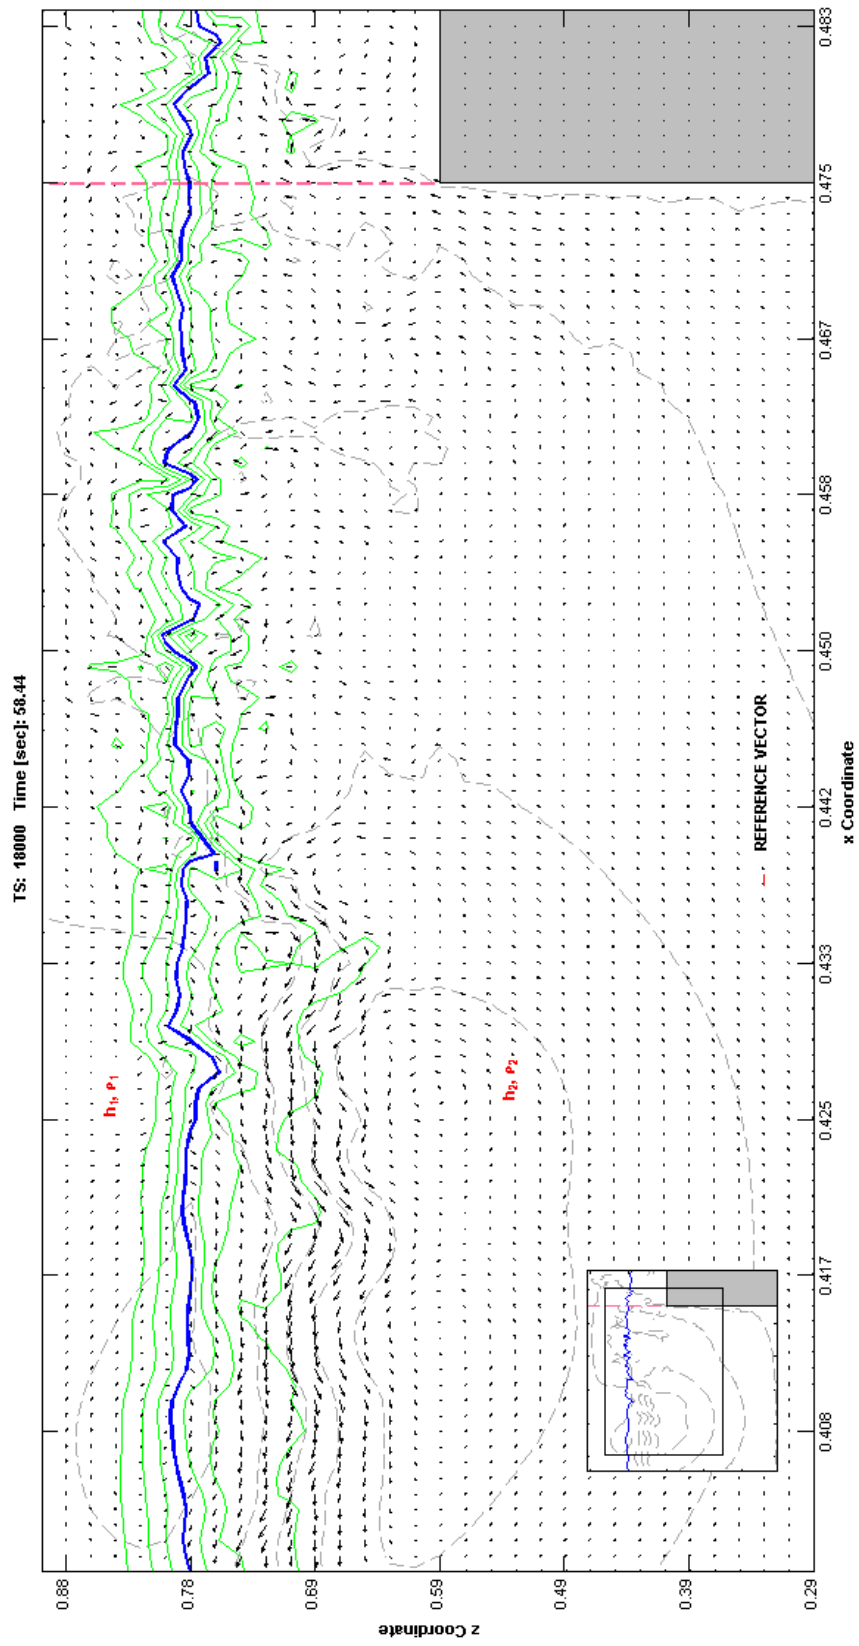 TS: 18000 Time [sec]: 58.44
0.88
0.78
0.69
0.59
0.49
0.39
0.29
z Coordinate
h₁, ρ₁
h₂, ρ₂
REFERENCE VECTOR
0.408
0.417
0.425
0.433
0.442
0.450
0.458
0.467
0.475
0.483
x Coordinate